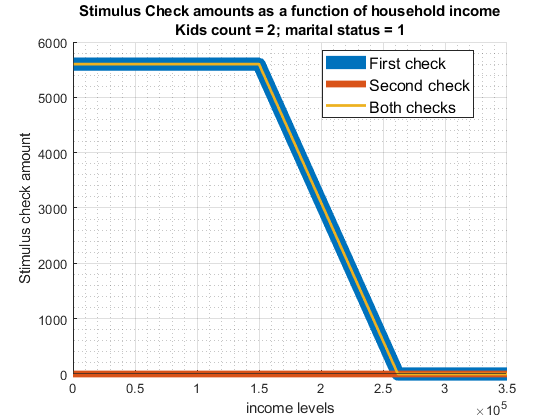 Stimulus Check amounts as a function of household income
Kids count = 2; marital status = 1
6000
5000
4000
3000
2000
1000
0
Stimulus check amount
First check
Second check
Both checks
0 0.5 1 1.5 2 2.5 3 3.5
income levels
×10⁵